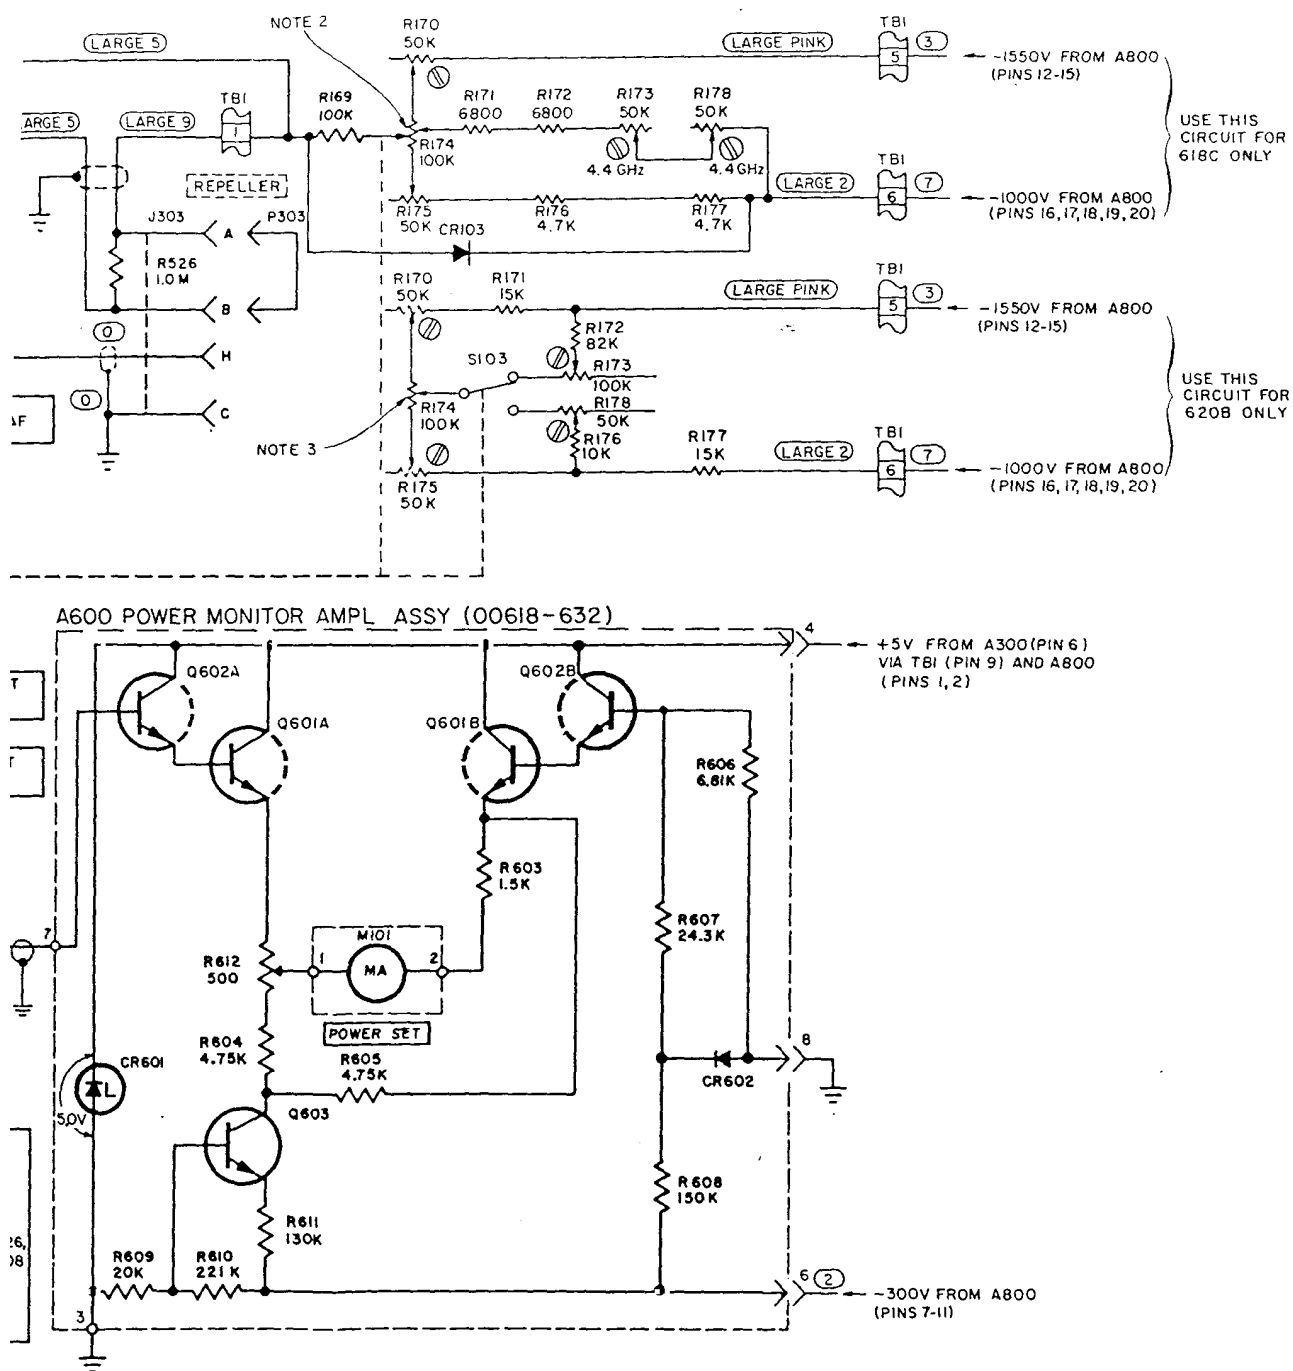 NOTE 2
R170
50K
TB1
3
LARGE 5
LARGE PINK
5
-1550V FROM A800
(PINS 12-15)
TB1
R169
100K
R171
6800
R172
6800
R173
50K
R178
50K
ARGE 5
LARGE 9
1
R174
100K
4.4 GHz
4.4 GHz
USE THIS
CIRCUIT FOR
618C ONLY
REPELLER
TB1
LARGE 2
7
6
-1000V FROM A800
(PINS 16,17,18,19,20)
J303
P303
R175
50K
R176
4.7K
R177
4.7K
A
CR103
R526
1.0M
R170
50K
R171
15K
TB1
LARGE PINK
3
5
-1550V FROM A800
(PINS 12-15)
B
0
R172
82K
H
S103
R173
100K
0
C
R174
100K
R178
50K
AF
USE THIS
CIRCUIT FOR
620B ONLY
NOTE 3
R176
10K
R177
15K
TB1
LARGE 2
7
6
-1000V FROM A800
(PINS 16,17,18,19,20)
R175
50K
A600 POWER MONITOR AMPL ASSY (00618-632)
4
+5V FROM A300 (PIN 6)
VIA TB1 (PIN 9) AND A800
(PINS 1,2)
T
Q602A
Q602B
Q601A
Q601B
T
R606
6.81K
R603
1.5K
R607
24.3K
7
M101
R612
500
1
MA
2
POWER SET
R604
4.75K
R605
4.75K
8
CR601
L
CR602
5.0V
Q603
R608
150K
R611
130K
26,
08
R609
20K
R610
221K
6
2
-300V FROM A800
(PINS 7-11)
3